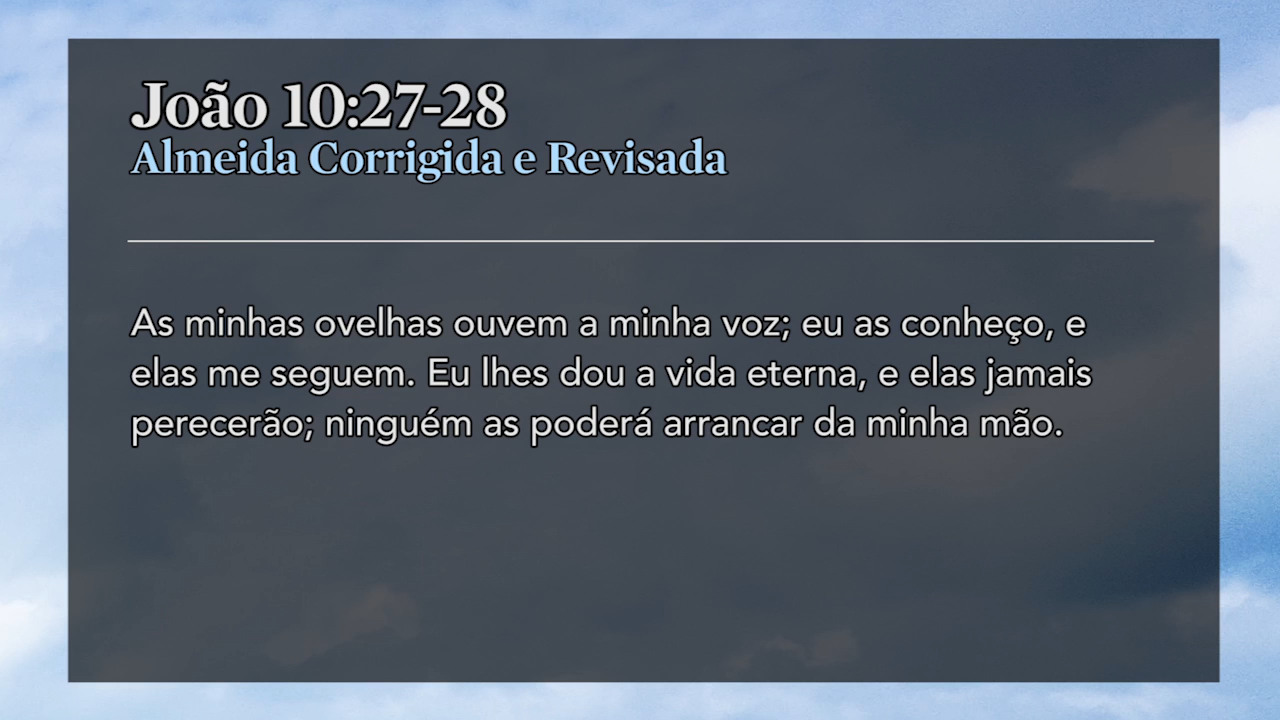 João 10:27-28
Almeida Corrigida e Revisada
As minhas ovelhas ouvem a minha voz; eu as conheço, e
elas me seguem. Eu lhes dou a vida eterna, e elas jamais
perecerão; ninguém as poderá arrancar da minha mão.